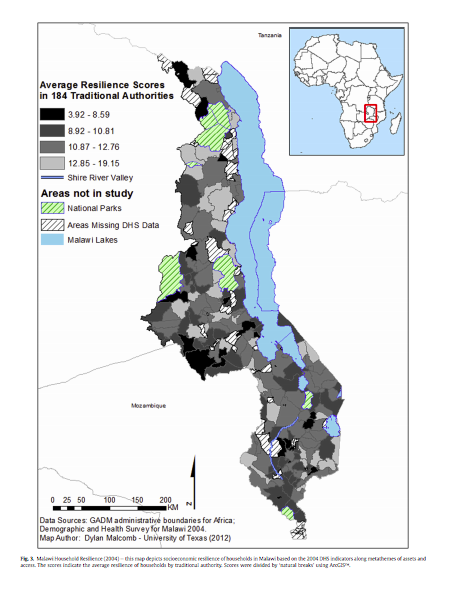 Tanzania
Average Resilience Scores
in 184 Traditional Authorities
3.92 - 8.59
8.92 - 10.81
10.87 - 12.76
12.85 - 19.15
Shire River Valley
Areas not in study
National Parks
Areas Missing DHS Data
Malawi Lakes
Mozambique
0 25 50 100 150 200
KM
N
Data Sources: GADM administrative boundaries for Africa;
Demographic and Health Survey for Malawi 2004.
Map Author: Dylan Malcomb - University of Texas (2012)
Fig. 3. Malawi Household Resilience (2004) – this map depicts socioeconomic resilience of households in Malawi based on the 2004 DHS indicators along metathemes of assets and
access. The scores indicate the average resilience of households by traditional authority. Scores were divided by 'natural breaks' using ArcGIS™.